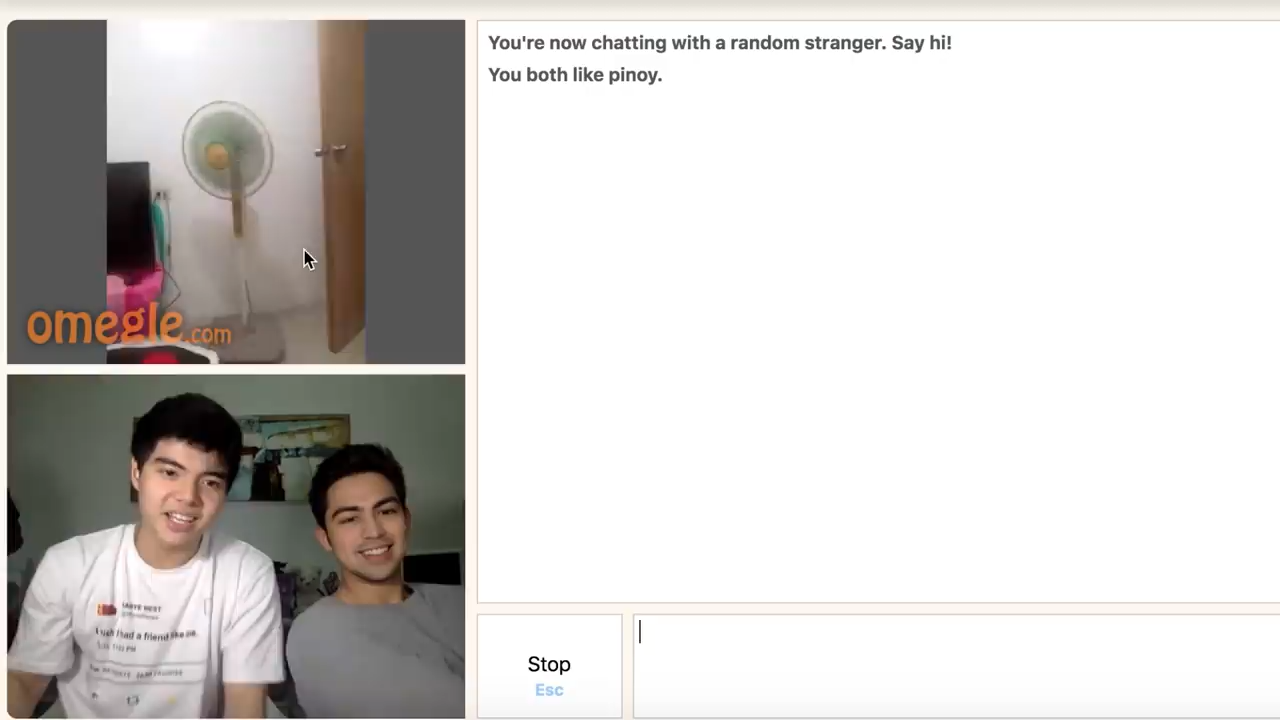 You're now chatting with a random stranger. Say hi!
You both like pinoy.
omegle.com
I wish I had a friend like me.
Stop
Esc